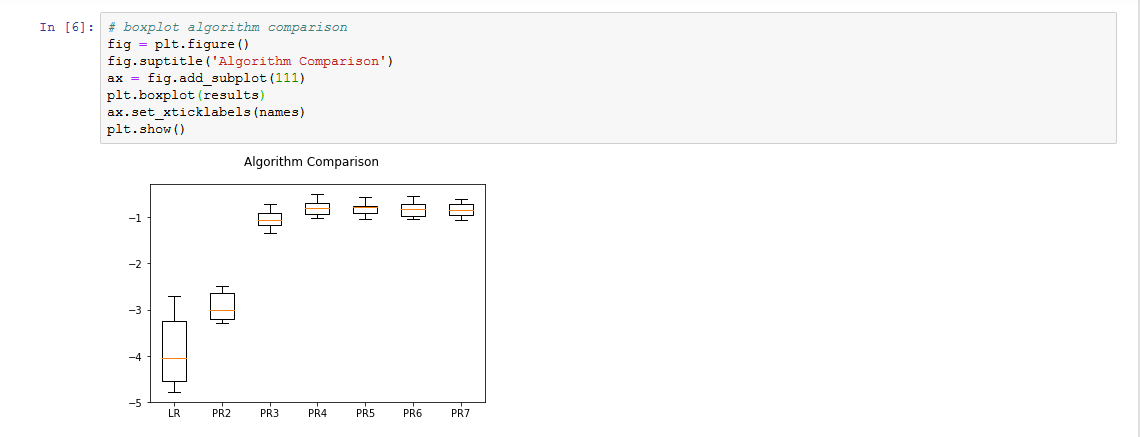 In [6]: # boxplot algorithm comparison
fig = plt.figure()
fig.suptitle('Algorithm Comparison')
ax = fig.add_subplot(111)
plt.boxplot(results)
ax.set_xticklabels(names)
plt.show()
Algorithm Comparison
−1
−2
−3
−4
−5
LR PR2 PR3 PR4 PR5 PR6 PR7